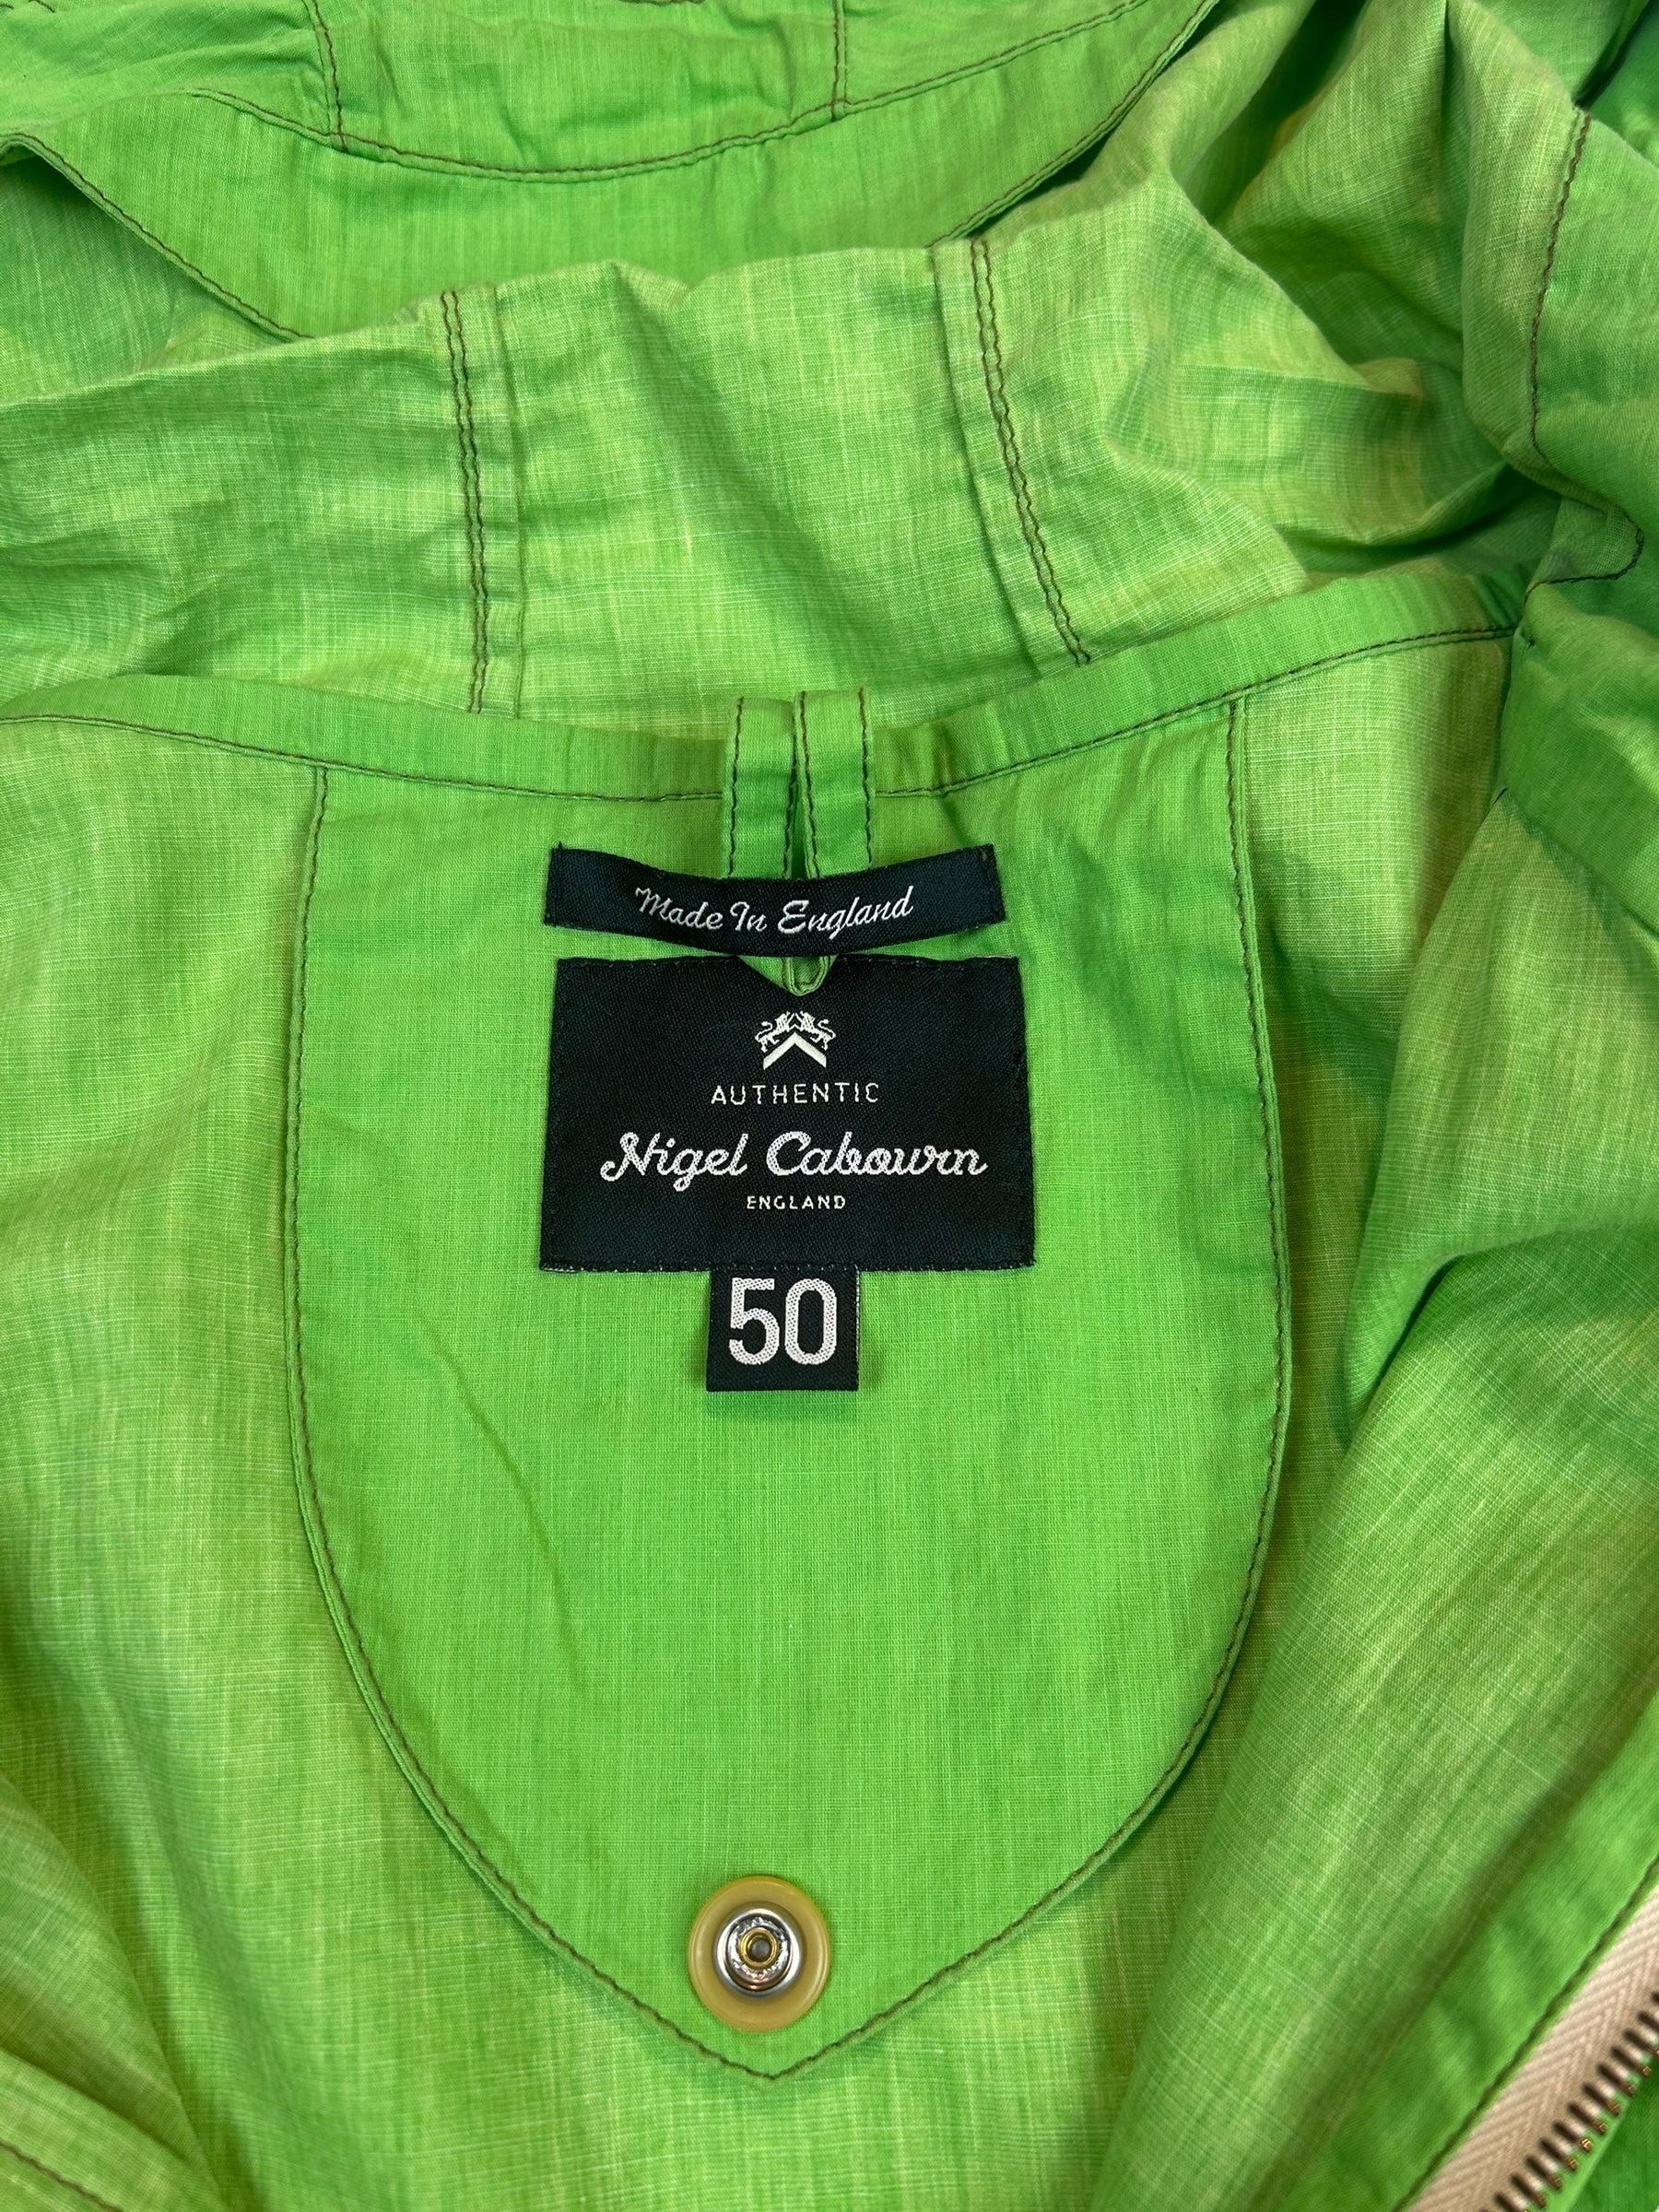 Made In England
AUTHENTIC
Nigel Cabourn
ENGLAND
50